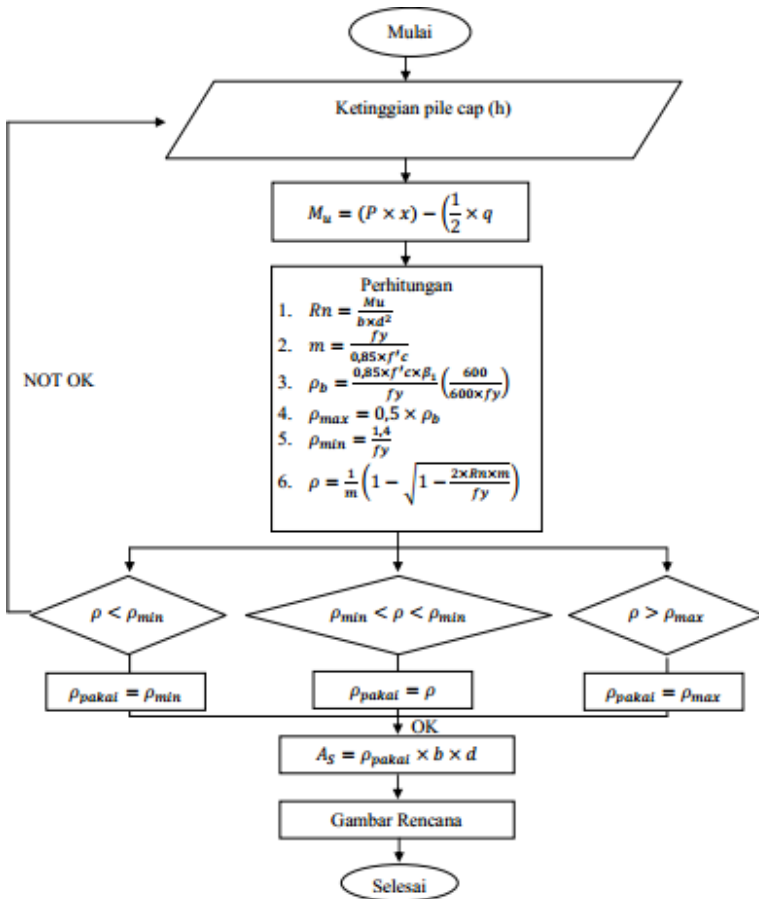 Mulai
Ketinggian pile cap (h)
M_u = (P × x) − (1/2 × q
Perhitungan
1. Rn = Mu/(b×d²)
2. m = fy/(0,85×f'c)
3. ρ_b = (0,85×f'c×β₁)/fy (600/(600×fy))
4. ρ_max = 0,5 × ρ_b
5. ρ_min = 1,4/fy
6. ρ = 1/m (1 − √(1 − (2×Rn×m)/fy))
NOT OK
ρ < ρ_min
ρ_min < ρ < ρ_min
ρ > ρ_max
ρ_pakai = ρ_min
ρ_pakai = ρ
ρ_pakai = ρ_max
OK
A_S = ρ_pakai × b × d
Gambar Rencana
Selesai